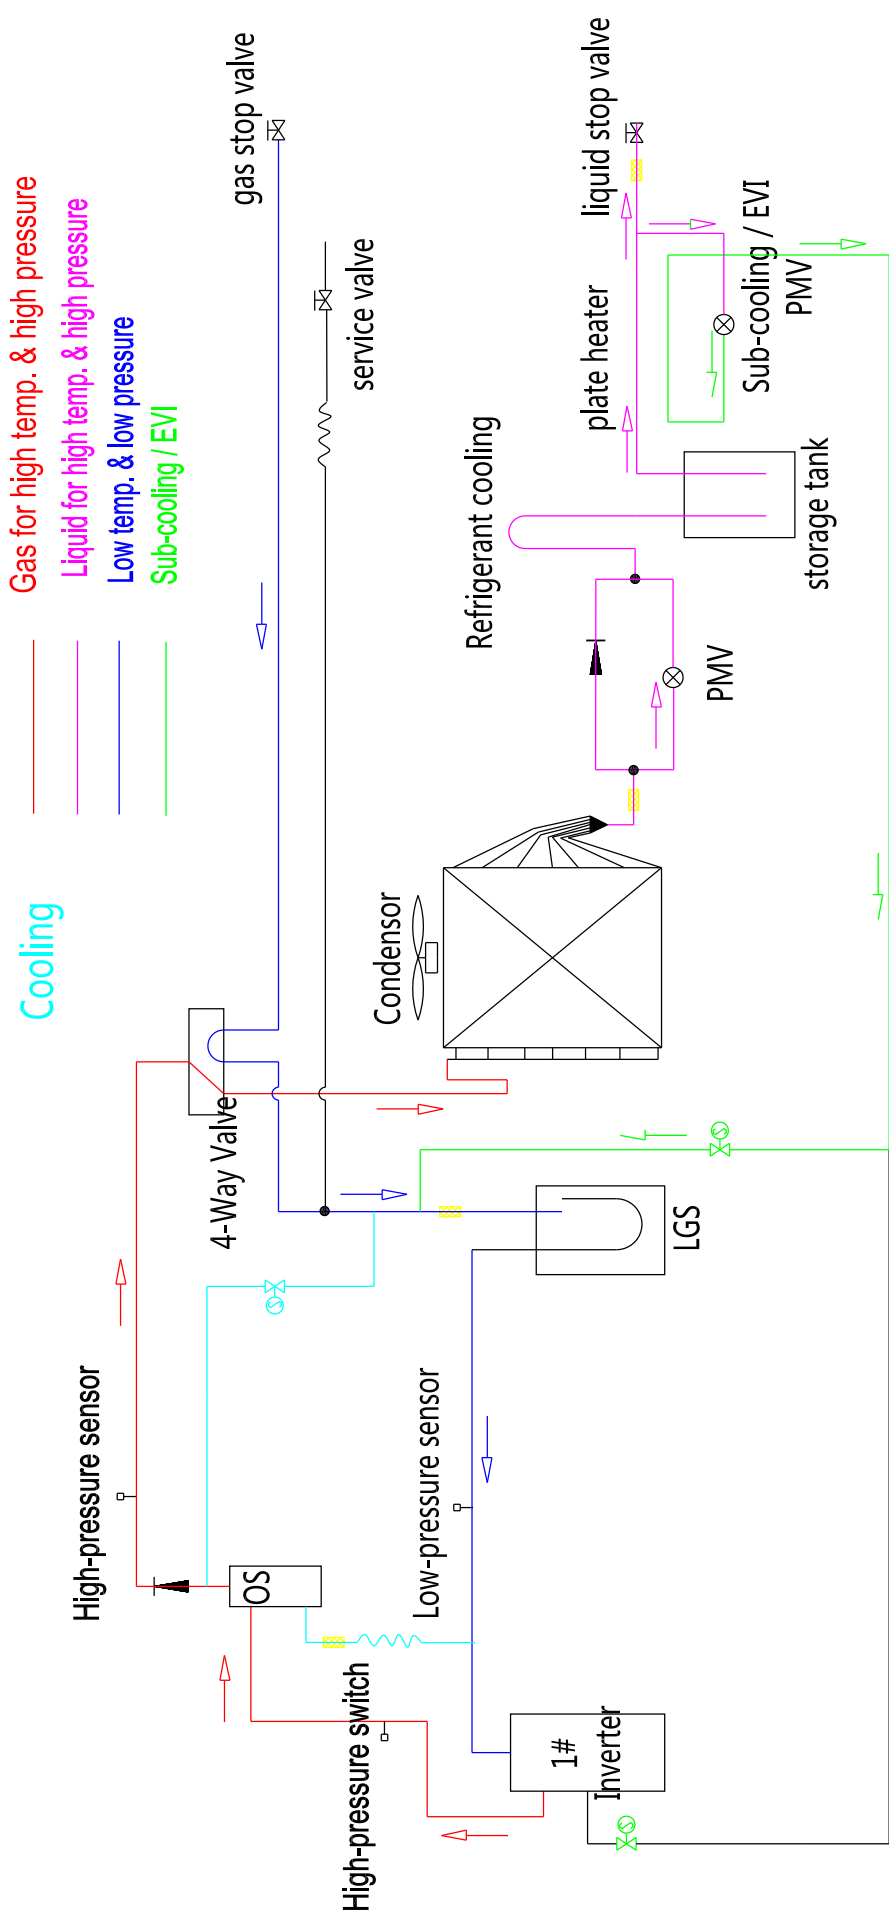 Gas for high temp. & high pressure
Liquid for high temp. & high pressure
Low temp. & low pressure
Sub-cooling / EVI
Cooling
gas stop valve
service valve
liquid stop valve
plate heater
Sub-cooling / EVI
PMV
Refrigerant cooling
storage tank
PMV
Condensor
4-Way Valve
LGS
High-pressure sensor
Low-pressure sensor
OS
High-pressure switch
1#
Inverter
S
S
S